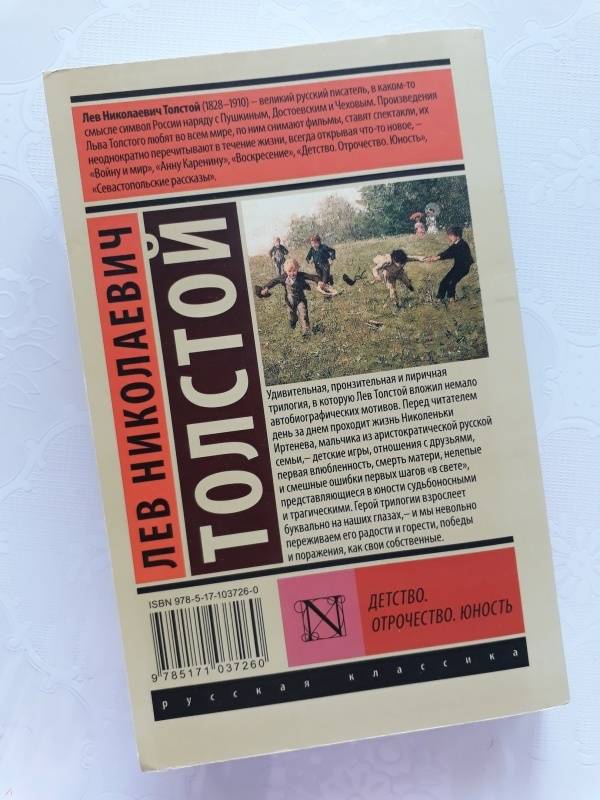 Лев Николаевич Толстой (1828–1910) – великий русский писатель, в каком-то
смысле символ России наряду с Пушкиным, Достоевским и Чеховым. Произведения
Льва Толстого любят во всем мире, по ним снимают фильмы, ставят спектакли, их
неоднократно перечитывают в течение жизни, всегда открывая что-то новое, –
«Войну и мир», «Анну Каренину», «Воскресение», «Детство. Отрочество. Юность»,
«Севастопольские рассказы».
ЛЕВ НИКОЛАЕВИЧ
ТОЛСТОЙ
Удивительная, пронзительная и лиричная
трилогия, в которую Лев Толстой вложил немало
автобиографических мотивов. Перед читателем
день за днем проходит жизнь Николеньки
Иртенева, мальчика из аристократической русской
семьи,– детские игры, отношения с друзьями,
первая влюбленность, смерть матери, нелепые
и смешные ошибки первых шагов «в свете»,
представляющиеся в юности судьбоносными
и трагическими. Герой трилогии взрослеет
буквально на наших глазах,– и мы невольно
переживаем его радости и горести, победы
и поражения, как свои собственные.
ISBN 978-5-17-103726-0
9 785171 037260
N
ДЕТСТВО.
ОТРОЧЕСТВО. ЮНОСТЬ
русская классика